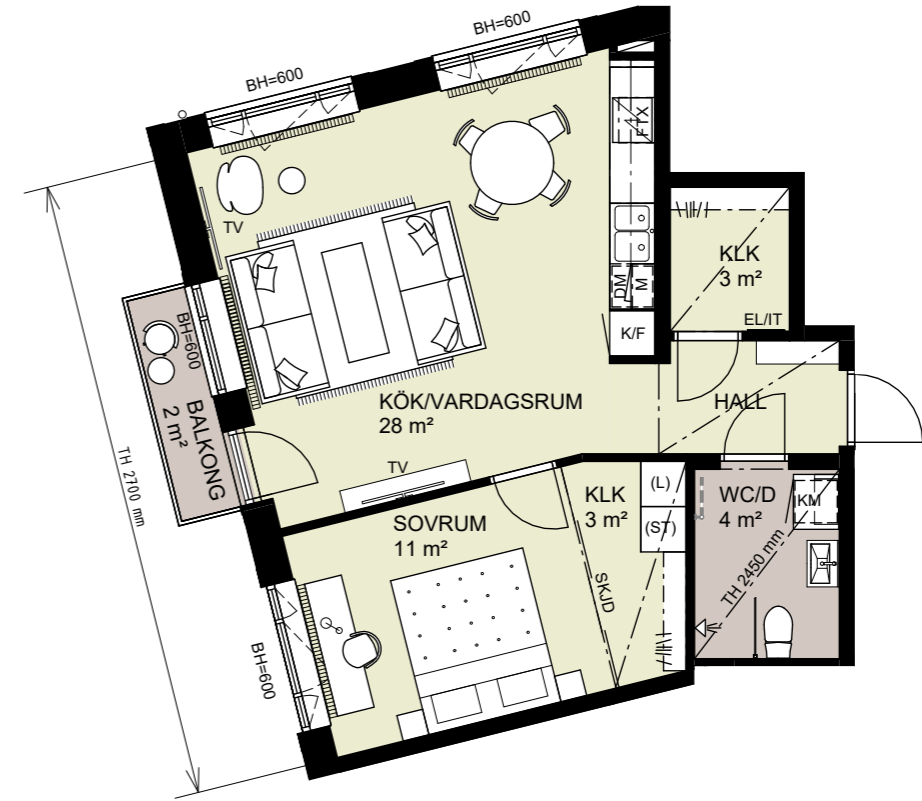 BH=600
BH=600
FTX
TV
KLK
3 m²
DM
M
EL/IT
K/F
BH=600
BALKONG
2 m²
KÖK/VARDAGSRUM
28 m²
HALL
TH 2700 mm
TV
(L)
KLK
3 m²
(ST)
WC/D
4 m²
KM
SOVRUM
11 m²
TH 2450 mm
SKJD
BH=600